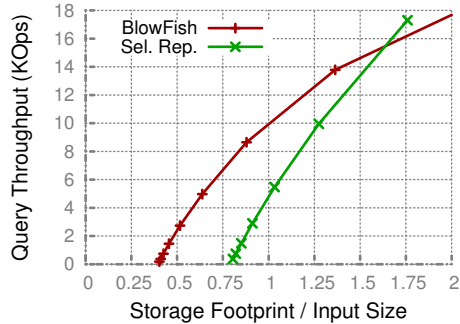 Query Throughput (KOps)
18
16
14
12
10
8
6
4
2
0
BlowFish
Sel. Rep.
0 0.25 0.5 0.75 1 1.25 1.5 1.75 2
Storage Footprint / Input Size